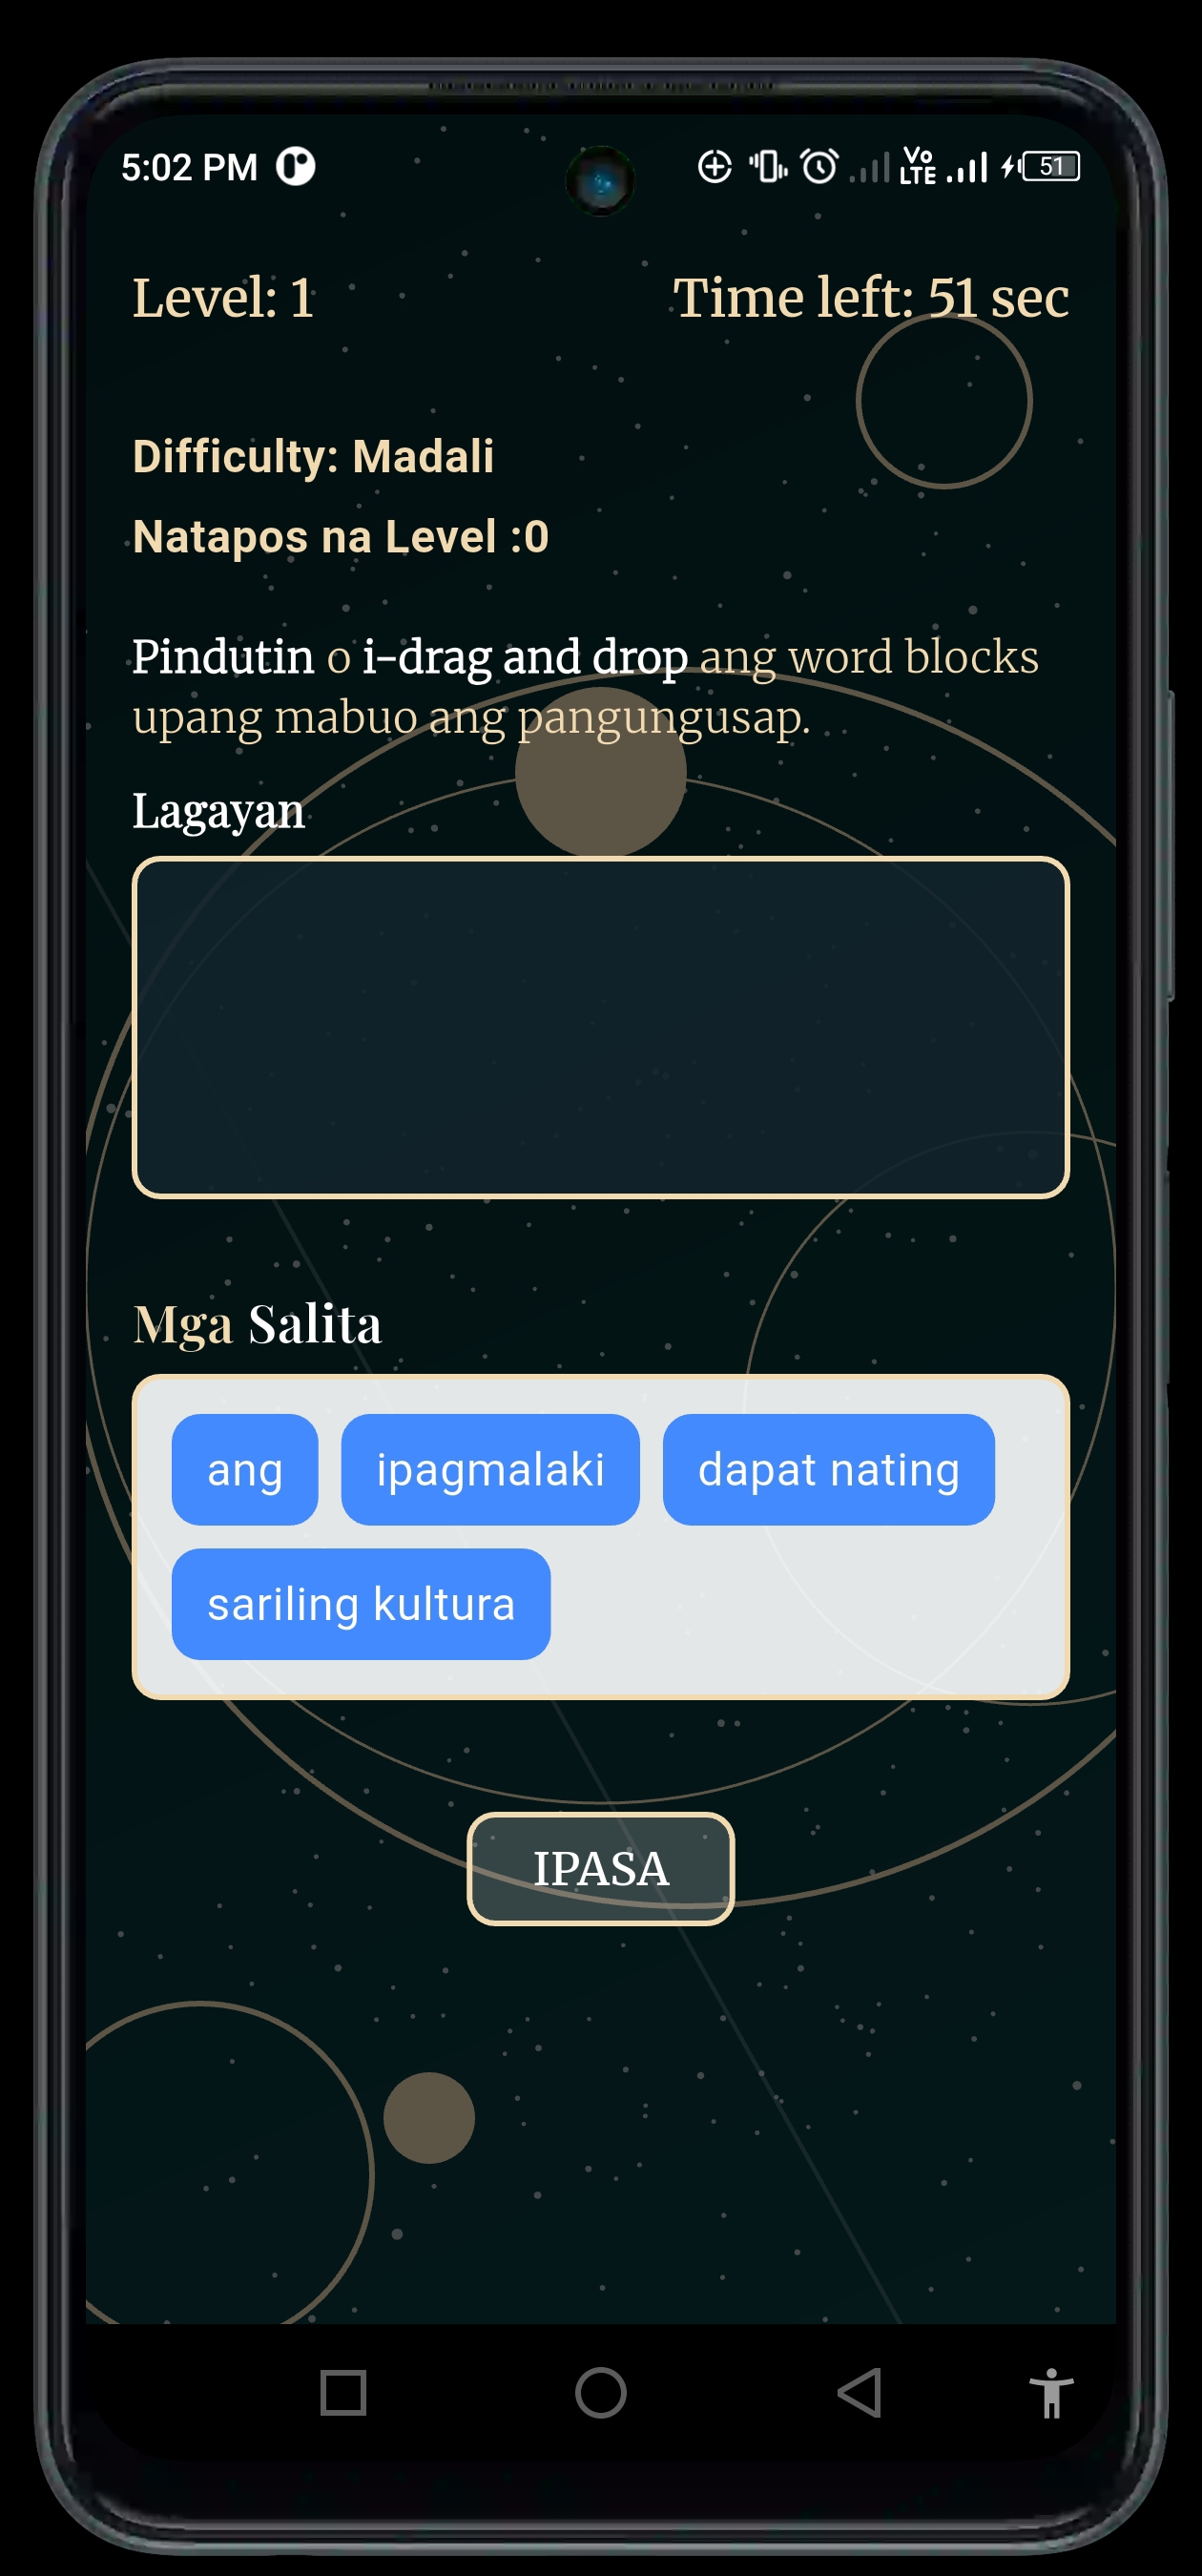 5:02 PM
Vo
LTE
51
Level: 1
Time left: 51 sec
Difficulty: Madali
Natapos na Level :0
Pindutin o i-drag and drop ang word blocks
upang mabuo ang pangungusap.
Lagayan
Mga Salita
ang ipagmalaki dapat nating
sariling kultura
IPASA